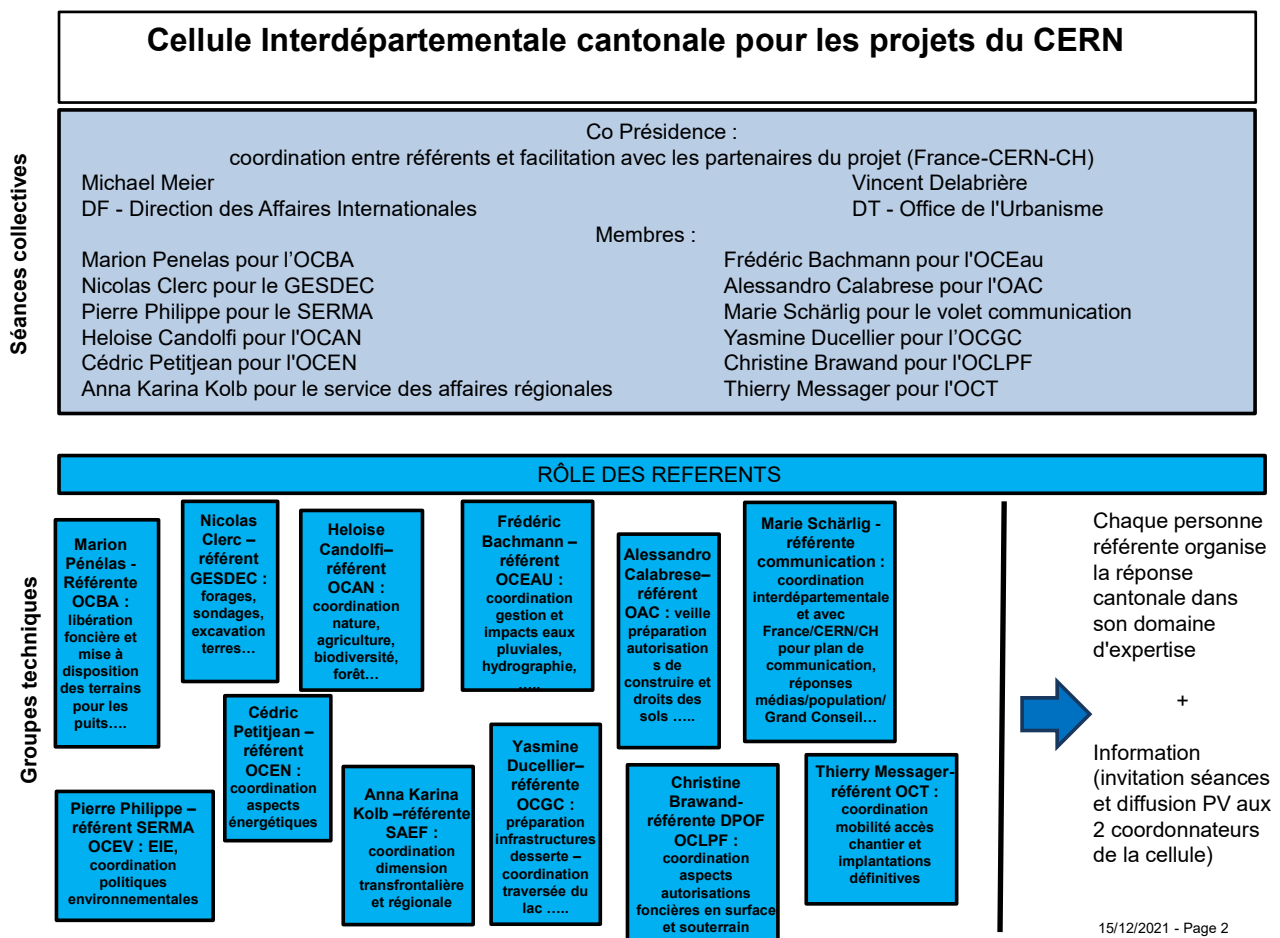 Cellule Interdépartementale cantonale pour les projets du CERN
Séances collectives
Co Présidence :
coordination entre référents et facilitation avec les partenaires du projet (France-CERN-CH)
Michael Meier
DF - Direction des Affaires Internationales
Vincent Delabrière
DT - Office de l'Urbanisme
Membres :
Marion Penelas pour l'OCBA
Nicolas Clerc pour le GESDEC
Pierre Philippe pour le SERMA
Heloise Candolfi pour l'OCAN
Cédric Petitjean pour l'OCEN
Anna Karina Kolb pour le service des affaires régionales
Frédéric Bachmann pour l'OCEau
Alessandro Calabrese pour l'OAC
Marie Schärlig pour le volet communication
Yasmine Ducellier pour l'OCGC
Christine Brawand pour l'OCLPF
Thierry Messager pour l'OCT
RÔLE DES REFERENTS
Groupes techniques
Marion
Pénélas -
Référente
OCBA :
libération
foncière et
mise à
disposition
des terrains
pour les
puits….
Nicolas
Clerc –
référent
GESDEC :
forages,
sondages,
excavation
terres…
Heloise
Candolfi–
référent
OCAN :
coordination
nature,
agriculture,
biodiversité,
forêt…
Frédéric
Bachmann –
référent
OCEAU :
coordination
gestion et
impacts eaux
pluviales,
hydrographie,
…..
Alessandro
Calabrese–
référent
OAC : veille
préparation
autorisation
s de
construire et
droits des
sols …..
Marie Schärlig -
référente
communication :
coordination
interdépartementale
et avec
France/CERN/CH
pour plan de
communication,
réponses
médias/population/
Grand Conseil…
Pierre Philippe –
référent SERMA
OCEV : EIE,
coordination
politiques
environnementales
Cédric
Petitjean –
référent
OCEN :
coordination
aspects
énergétiques
Anna Karina
Kolb –référente
SAEF :
coordination
dimension
transfrontalière
et régionale
Yasmine
Ducellier–
référente
OCGC :
préparation
infrastructures
desserte –
coordination
traversée du
lac …..
Christine
Brawand-
référente DPOF
OCLPF :
coordination
aspects
autorisations
foncières en surface
et souterrain
Thierry Messager-
référent OCT :
coordination
mobilité accès
chantier et
implantations
définitives
Chaque personne
référente organise
la réponse
cantonale dans
son domaine
d'expertise
+
Information
(invitation séances
et diffusion PV aux
2 coordonnateurs
de la cellule)
15/12/2021 - Page 2